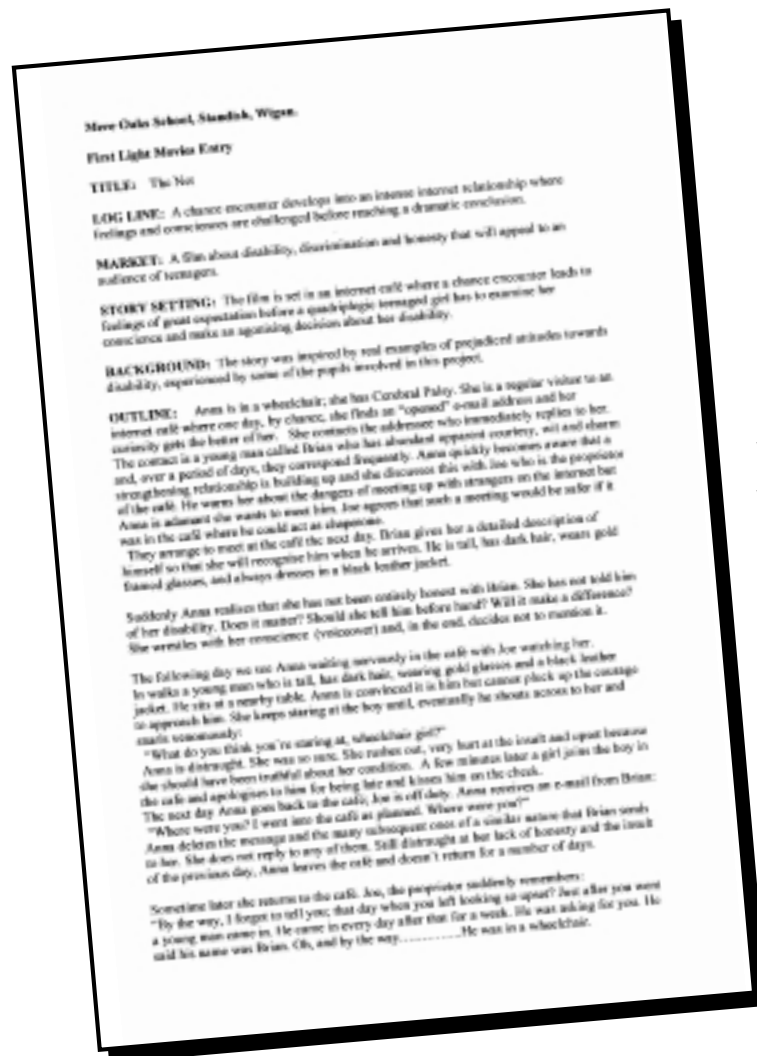 Mere Oaks School, Standish, Wigan.
First Light Movies Entry
TITLE: The Net
LOG LINE: A chance encounter develops into an intense internet relationship where
feelings and consciences are challenged before reaching a dramatic conclusion.
MARKET: A film about disability, discrimination and honesty that will appeal to an
audience of teenagers.
STORY SETTING: The film is set in an internet café where a chance encounter leads to
feelings of great expectation before a quadriplegic teenaged girl has to examine her
conscience and make an agonising decision about her disability.
BACKGROUND: The story was inspired by real examples of prejudiced attitudes towards
disability, experienced by some of the pupils involved in this project.
OUTLINE: Anna is in a wheelchair; she has Cerebral Palsy. She is a regular visitor to an
internet café where one day, by chance, she finds an "opened" e-mail address and her
curiosity gets the better of her. She contacts the addressee who immediately replies to her.
The contact is a young man called Brian who has abundant apparent courtesy, wit and charm
and, over a period of days, they correspond frequently. Anna quickly becomes aware that a
strengthening relationship is building up and she discusses this with Joe who is the proprietor
of the café. He warns her about the dangers of meeting up with strangers on the internet but
Anna is adamant she wants to meet him. Joe agrees that such a meeting would be safer if it
was in the café where he could act as chaperone.
They arrange to meet at the café the next day. Brian gives her a detailed description of
himself so that she will recognise him when he arrives. He is tall, has dark hair, wears gold
framed glasses, and always dresses in a black leather jacket.
Suddenly Anna realises that she has not been entirely honest with Brian. She has not told him
of her disability. Does it matter? Should she tell him before hand? Will it make a difference?
She wrestles with her conscience (voiceover) and, in the end, decides not to mention it.
The following day we see Anna waiting nervously in the café with Joe watching her.
In walks a young man who is tall, has dark hair, wearing gold glasses and a black leather
jacket. He sits at a nearby table. Anna is convinced it is him but cannot pluck up the courage
to approach him. She keeps staring at the boy until, eventually he shouts across to her and
snarls venomously:
"What do you think you're staring at, wheelchair girl?"
Anna is distraught. She was so sure. She rushes out, very hurt at the insult and upset because
she should have been truthful about her condition. A few minutes later a girl joins the boy in
the cafe and apologises to him for being late and kisses him on the cheek.
The next day Anna goes back to the café; Joe is off duty. Anna receives an e-mail from Brian:
"Where were you? I went into the café as planned. Where were you?"
Anna deletes the message and the many subsequent ones of a similar nature that Brian sends
to her. She does not reply to any of them. Still distraught at her lack of honesty and the insult
of the previous day, Anna leaves the café and doesn't return for a number of days.
Sometime later she returns to the café. Joe, the proprietor suddenly remembers:
"By the way, I forgot to tell you; that day when you left looking so upset? Just after you went
a young man came in. He came in every day after that for a week. He was asking for you. He
said his name was Brian. Oh, and by the way............He was in a wheelchair.